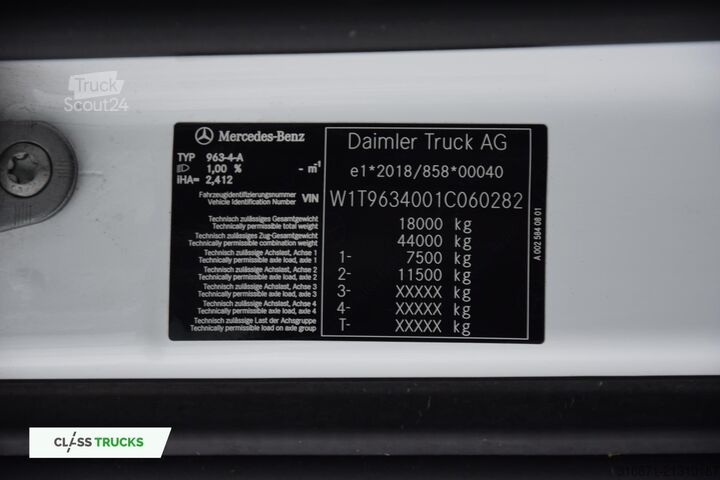 Truck
Scout24
Mercedes-Benz
Daimler Truck AG
TYP 963-4-A
1,00 % - m⁻¹
iHA= 2,412
e1*2018/858*00040
Fahrzeugidentifizierungsnummer
Vehicle Identification Number VIN W1T9634001C060282
Technisch zulässiges Gesamtgewicht
Technically permissible total weight 18000 kg
Technisch zulässiges Zug-Gesamtgewicht
Technically permissible combination weight 44000 kg
Technisch zulässige Achslast, Achse 1
Technically permissible axle load, axle 1 1- 7500 kg
Technisch zulässige Achslast, Achse 2
Technically permissible axle load, axle 2 2- 11500 kg
Technisch zulässige Achslast, Achse 3
Technically permissible axle load, axle 3 3- XXXXX kg
Technisch zulässige Achslast, Achse 4
Technically permissible axle load, axle 4 4- XXXXX kg
Technisch zulässige Last der Achsgruppe
Technically permissible load on axle group T- XXXXX kg
A 002 584 08 01
CLASS TRUCKS